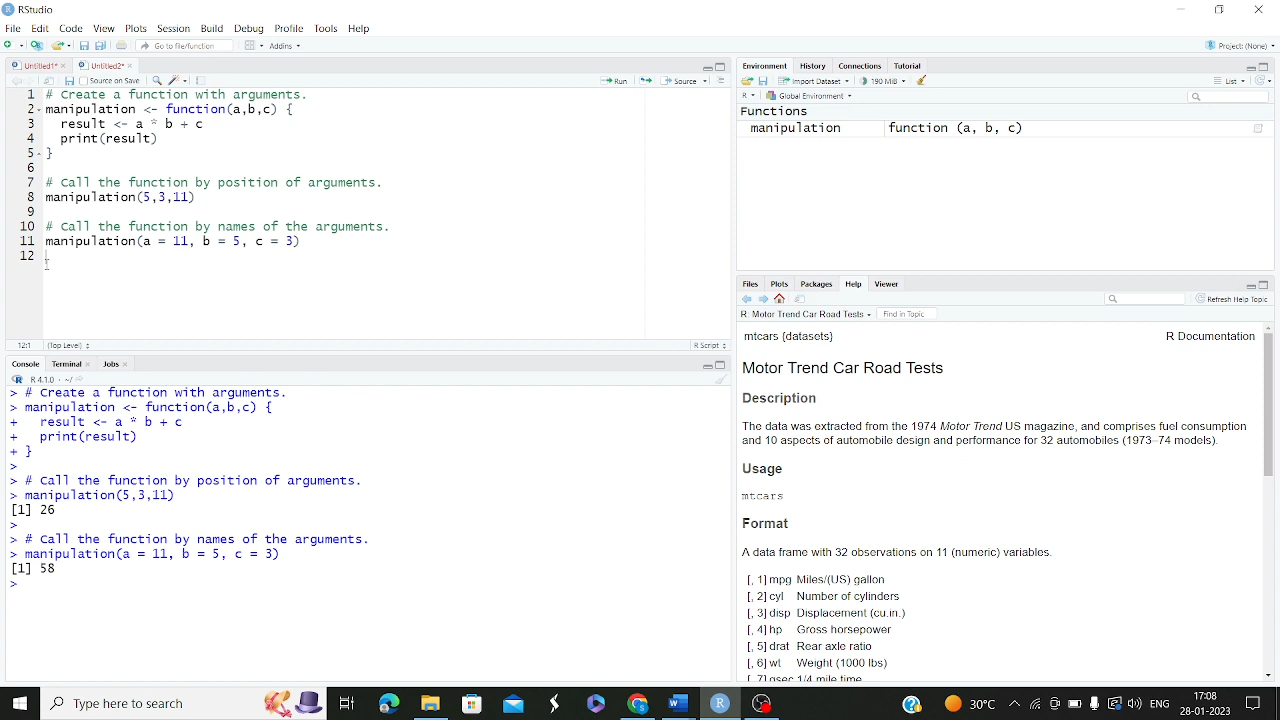 RStudio
File Edit Code View Plots Session Build Debug Profile Tools Help
Go to file/function Addins Project: (None)
Untitled1* Untitled2*
Source on Save Run Source
1 # Create a function with arguments.
2 manipulation <- function(a,b,c) {
3 result <- a * b + c
4 print(result)
5 }
6
7 # Call the function by position of arguments.
8 manipulation(5,3,11)
9
10 # Call the function by names of the arguments.
11 manipulation(a = 11, b = 5, c = 3)
12
12:1 (Top Level) R Script
Console Terminal Jobs
R 4.1.0 · ~/
> # Create a function with arguments.
> manipulation <- function(a,b,c) {
+ result <- a * b + c
+ print(result)
+ }
>
> # Call the function by position of arguments.
> manipulation(5,3,11)
[1] 26
>
> # Call the function by names of the arguments.
> manipulation(a = 11, b = 5, c = 3)
[1] 58
>
Environment History Connections Tutorial
Import Dataset 190 MiB List
R Global Environment
Functions
manipulation function (a, b, c)
Files Plots Packages Help Viewer
Refresh Help Topic
R: Motor Trend Car Road Tests Find in Topic
mtcars {datasets} R Documentation
Motor Trend Car Road Tests
Description
The data was extracted from the 1974 Motor Trend US magazine, and comprises fuel consumption
and 10 aspects of automobile design and performance for 32 automobiles (1973–74 models).
Usage
mtcars
Format
A data frame with 32 observations on 11 (numeric) variables.
[, 1] mpg Miles/(US) gallon
[, 2] cyl Number of cylinders
[, 3] disp Displacement (cu.in.)
[, 4] hp Gross horsepower
[, 5] drat Rear axle ratio
[, 6] wt Weight (1000 lbs)
[, 7] qsec 1/4 mile time
Type here to search 30°C ENG 17:08
28-01-2023